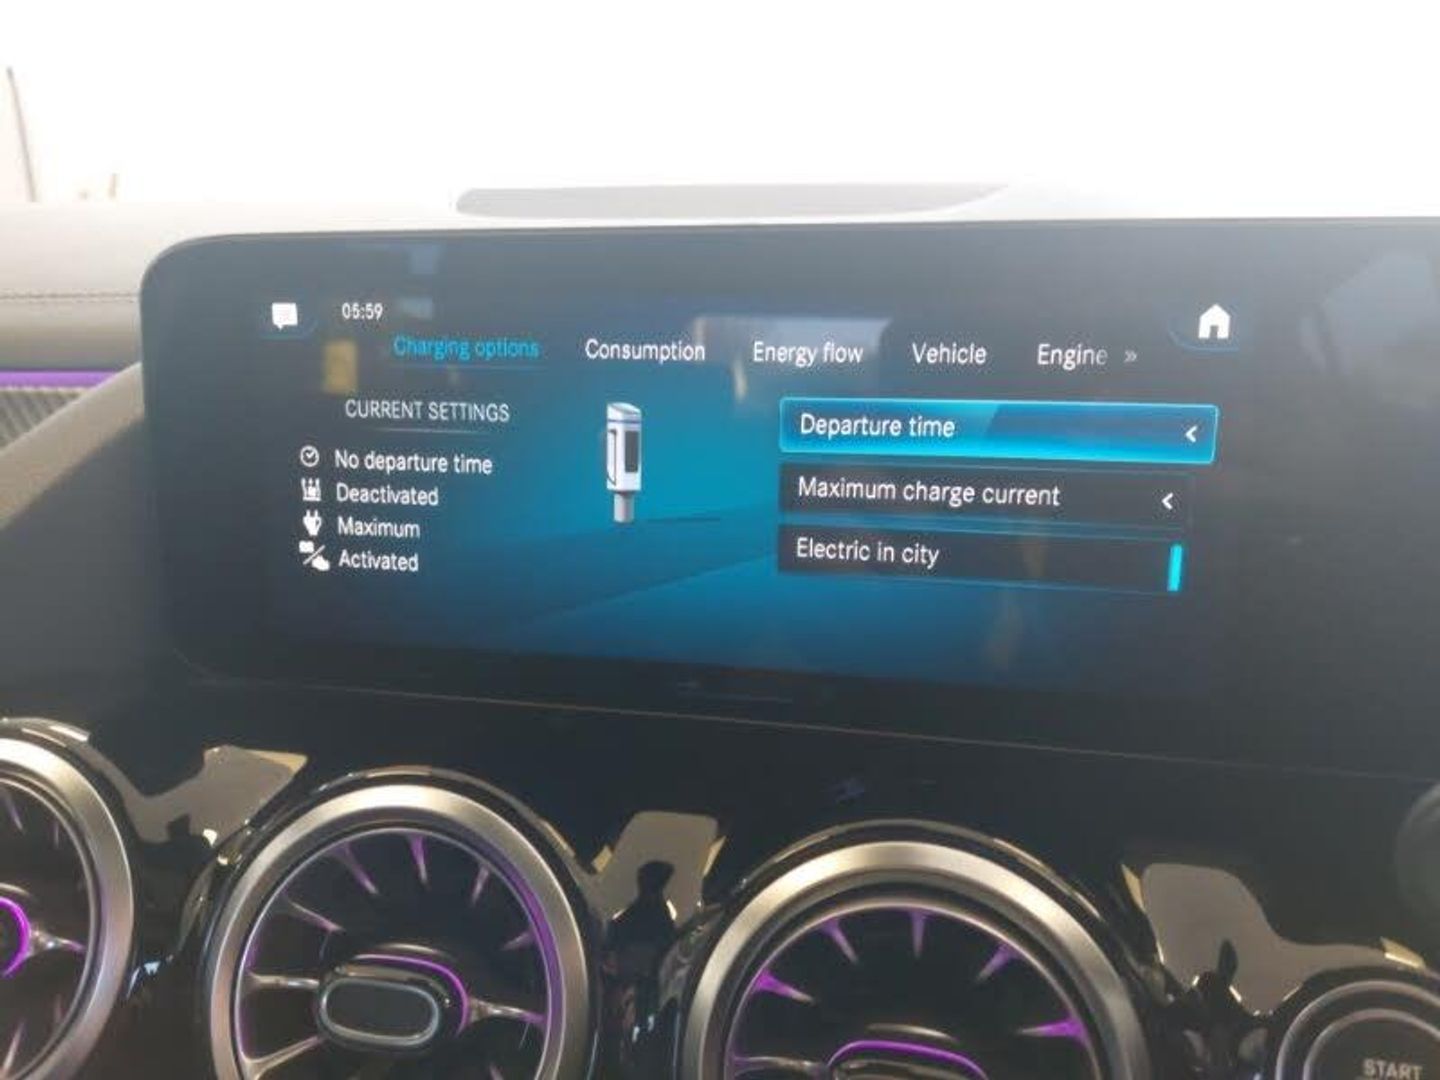 05:59
Charging options
Consumption
Energy flow
Vehicle
Engine
CURRENT SETTINGS
No departure time
Deactivated
Maximum
Activated
Departure time
Maximum charge current
Electric in city
START